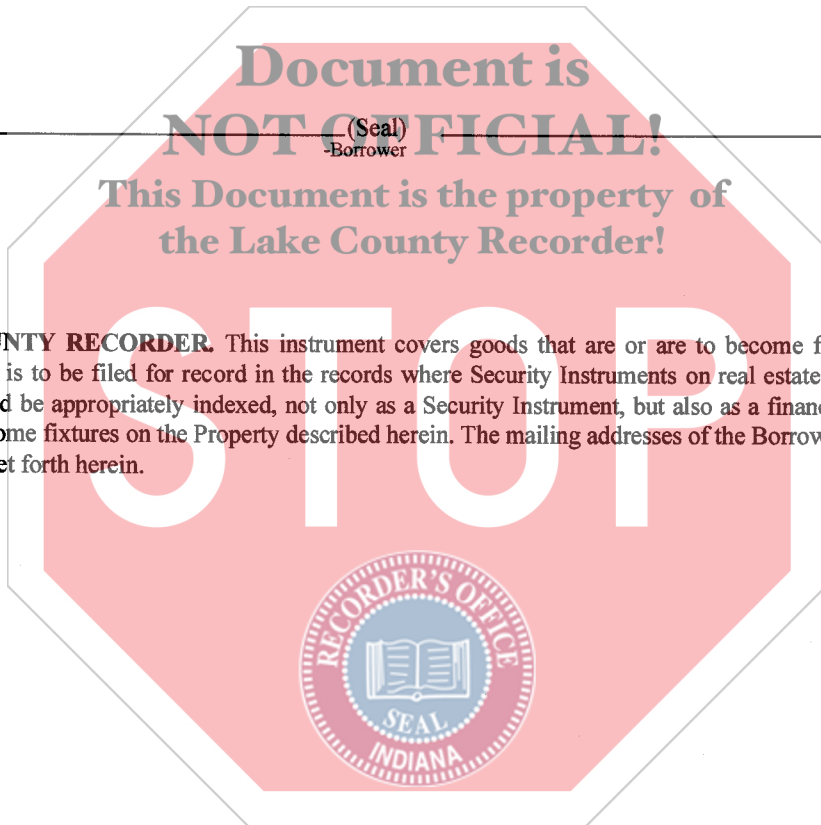 Document is
NOT OFFICIAL!
(Seal)
-Borrower
This Document is the property of
the Lake County Recorder!
STOP
NTY RECORDER. This instrument covers goods that are or are to become f
is to be filed for record in the records where Security Instruments on real estate
d be appropriately indexed, not only as a Security Instrument, but also as a finan
ome fixtures on the Property described herein. The mailing addresses of the Borrow
et forth herein.
RECORDER'S OFFICE
SEAL
INDIANA